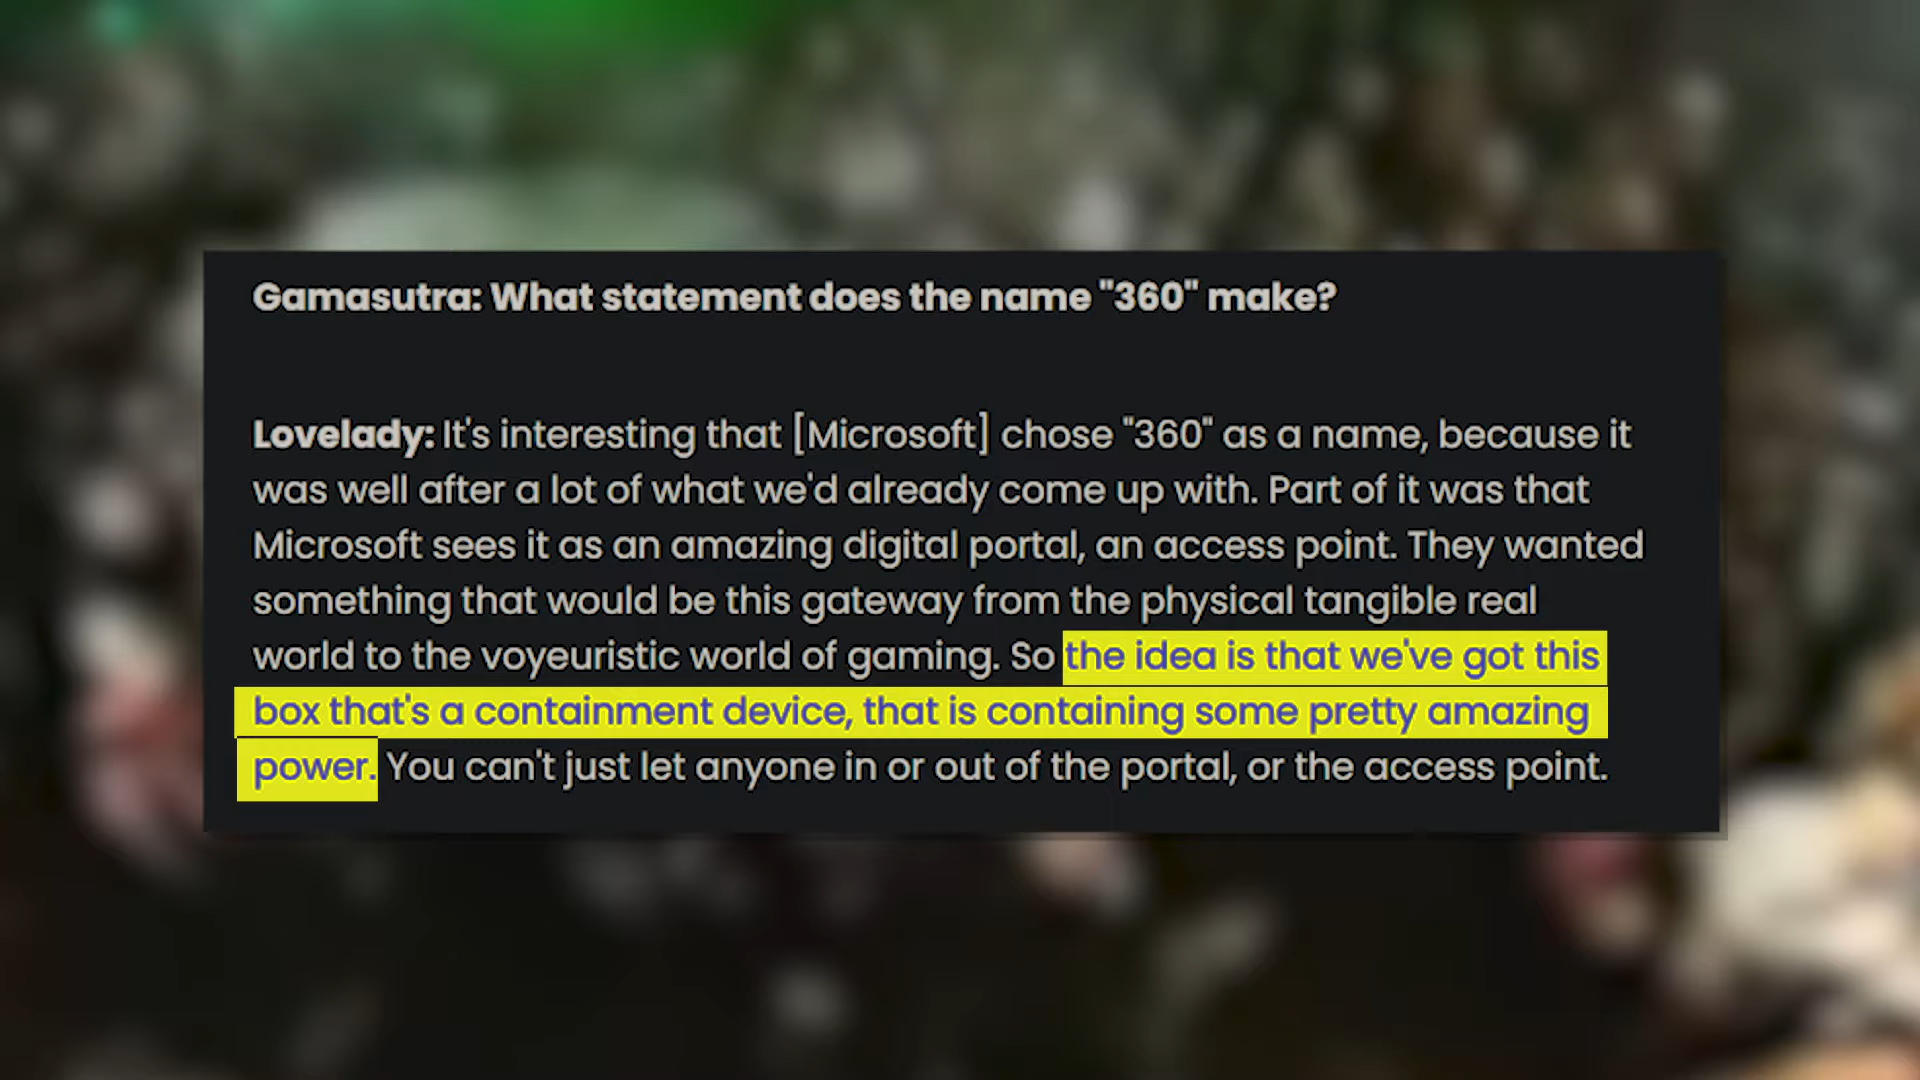 Gamasutra: What statement does the name "360" make?
Lovelady: It's interesting that [Microsoft] chose "360" as a name, because it
was well after a lot of what we'd already come up with. Part of it was that
Microsoft sees it as an amazing digital portal, an access point. They wanted
something that would be this gateway from the physical tangible real
world to the voyeuristic world of gaming. So the idea is that we've got this
box that's a containment device, that is containing some pretty amazing
power. You can't just let anyone in or out of the portal, or the access point.